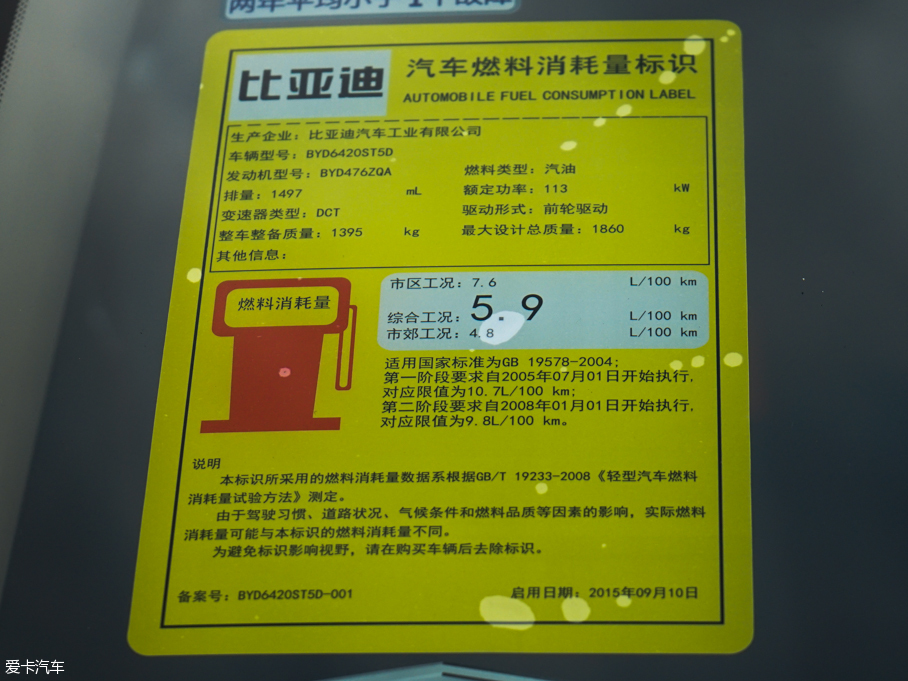 两年平均小于1个故障
比亚迪
汽车燃料消耗量标识
AUTOMOBILE FUEL CONSUMPTION LABEL
生产企业：比亚迪汽车工业有限公司
车辆型号：BYD6420ST5D
发动机型号：BYD476ZQA 燃料类型：汽油
排量：1497 mL 额定功率：113 kW
变速器类型：DCT 驱动形式：前轮驱动
整车整备质量：1395 kg 最大设计总质量：1860 kg
其他信息：
燃料消耗量
市区工况：7.6 L/100 km
综合工况：5.9 L/100 km
市郊工况：4.8 L/100 km
适用国家标准为GB 19578-2004；
第一阶段要求自2005年07月01日开始执行，
对应限值为10.7L/100 km；
第二阶段要求自2008年01月01日开始执行，
对应限值为9.8L/100 km。
说明
本标识所采用的燃料消耗量数据系根据GB/T 19233-2008《轻型汽车燃料
消耗量试验方法》测定。
由于驾驶习惯、道路状况、气候条件和燃料品质等因素的影响，实际燃料
消耗量可能与本标识的燃料消耗量不同。
为避免标识影响视野，请在购买车辆后去除标识。
备案号：BYD6420ST5D-001 启用日期：2015年09月10日
爱卡汽车